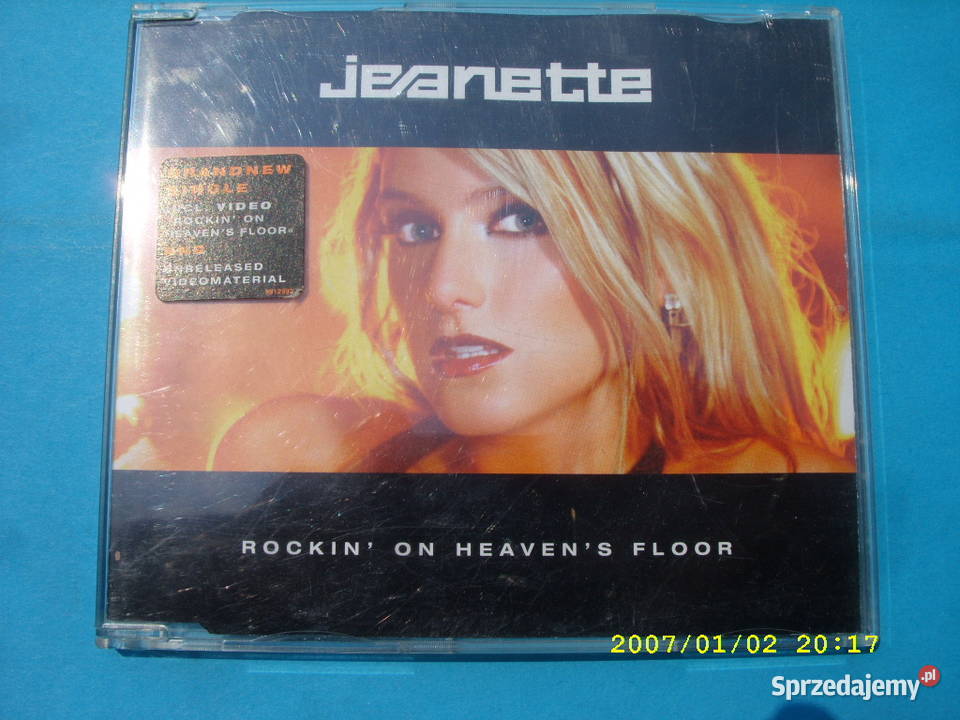 jeanette
BRANDNEW
SINGLE
INCL. VIDEO
ROCKIN' ON
HEAVEN'S FLOOR«
UND
UNRELEASED
VIDEOMATERIAL
ROCKIN' ON HEAVEN'S FLOOR
2007/01/02 20:17
Sprzedajemy.pl